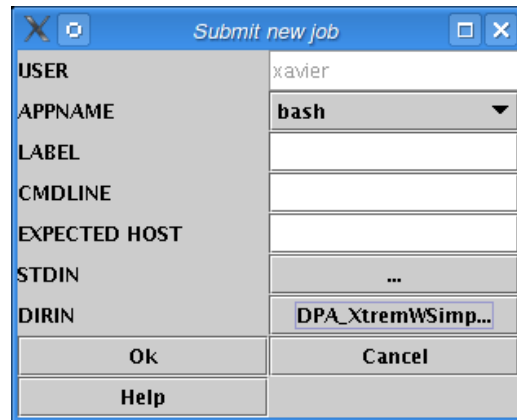 Submit new job
USER xavier
APPNAME bash
LABEL
CMDLINE
EXPECTED HOST
STDIN ...
DIRIN DPA_XtremWSimp...
Ok Cancel
Help